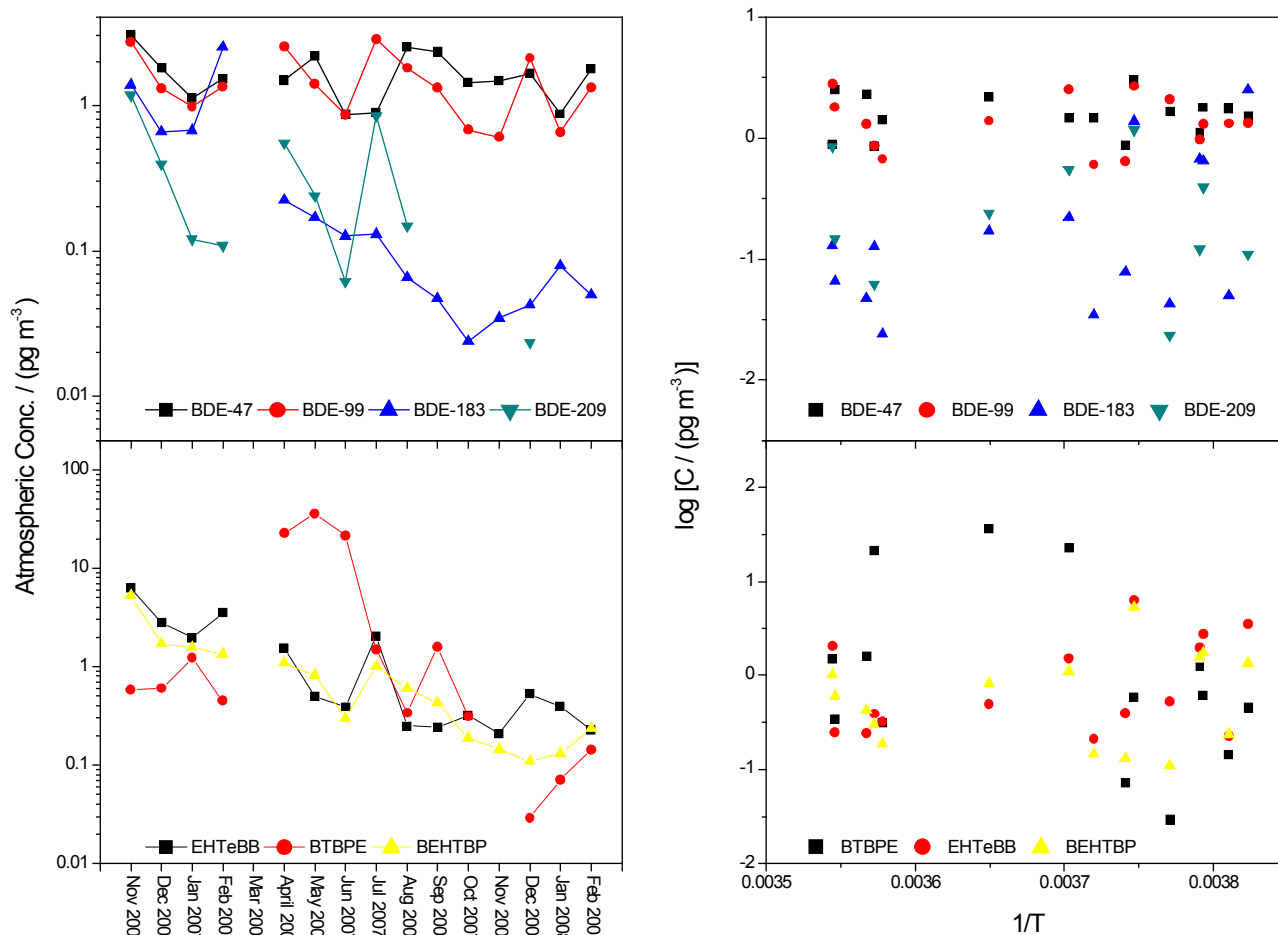 Atmospheric Conc. / (pg m⁻³)
1
0.1
0.01
BDE-47 BDE-99 BDE-183 BDE-209
100
10
1
0.1
0.01
EHTeBB BTBPE BEHTBP
Nov 200
Dec 200
Jan 200
Feb 200
Mar 200
April 200
May 200
Jun 2007
Jul 2007
Aug 200
Sep 200
Oct 200
Nov 200
Dec 200
Jan 200
Feb 200
log [C / (pg m⁻³)]
1
0
-1
-2
BDE-47 BDE-99 BDE-183 BDE-209
2
1
0
-1
-2
BTBPE EHTeBB BEHTBP
0.0035 0.0036 0.0037 0.0038
1/T